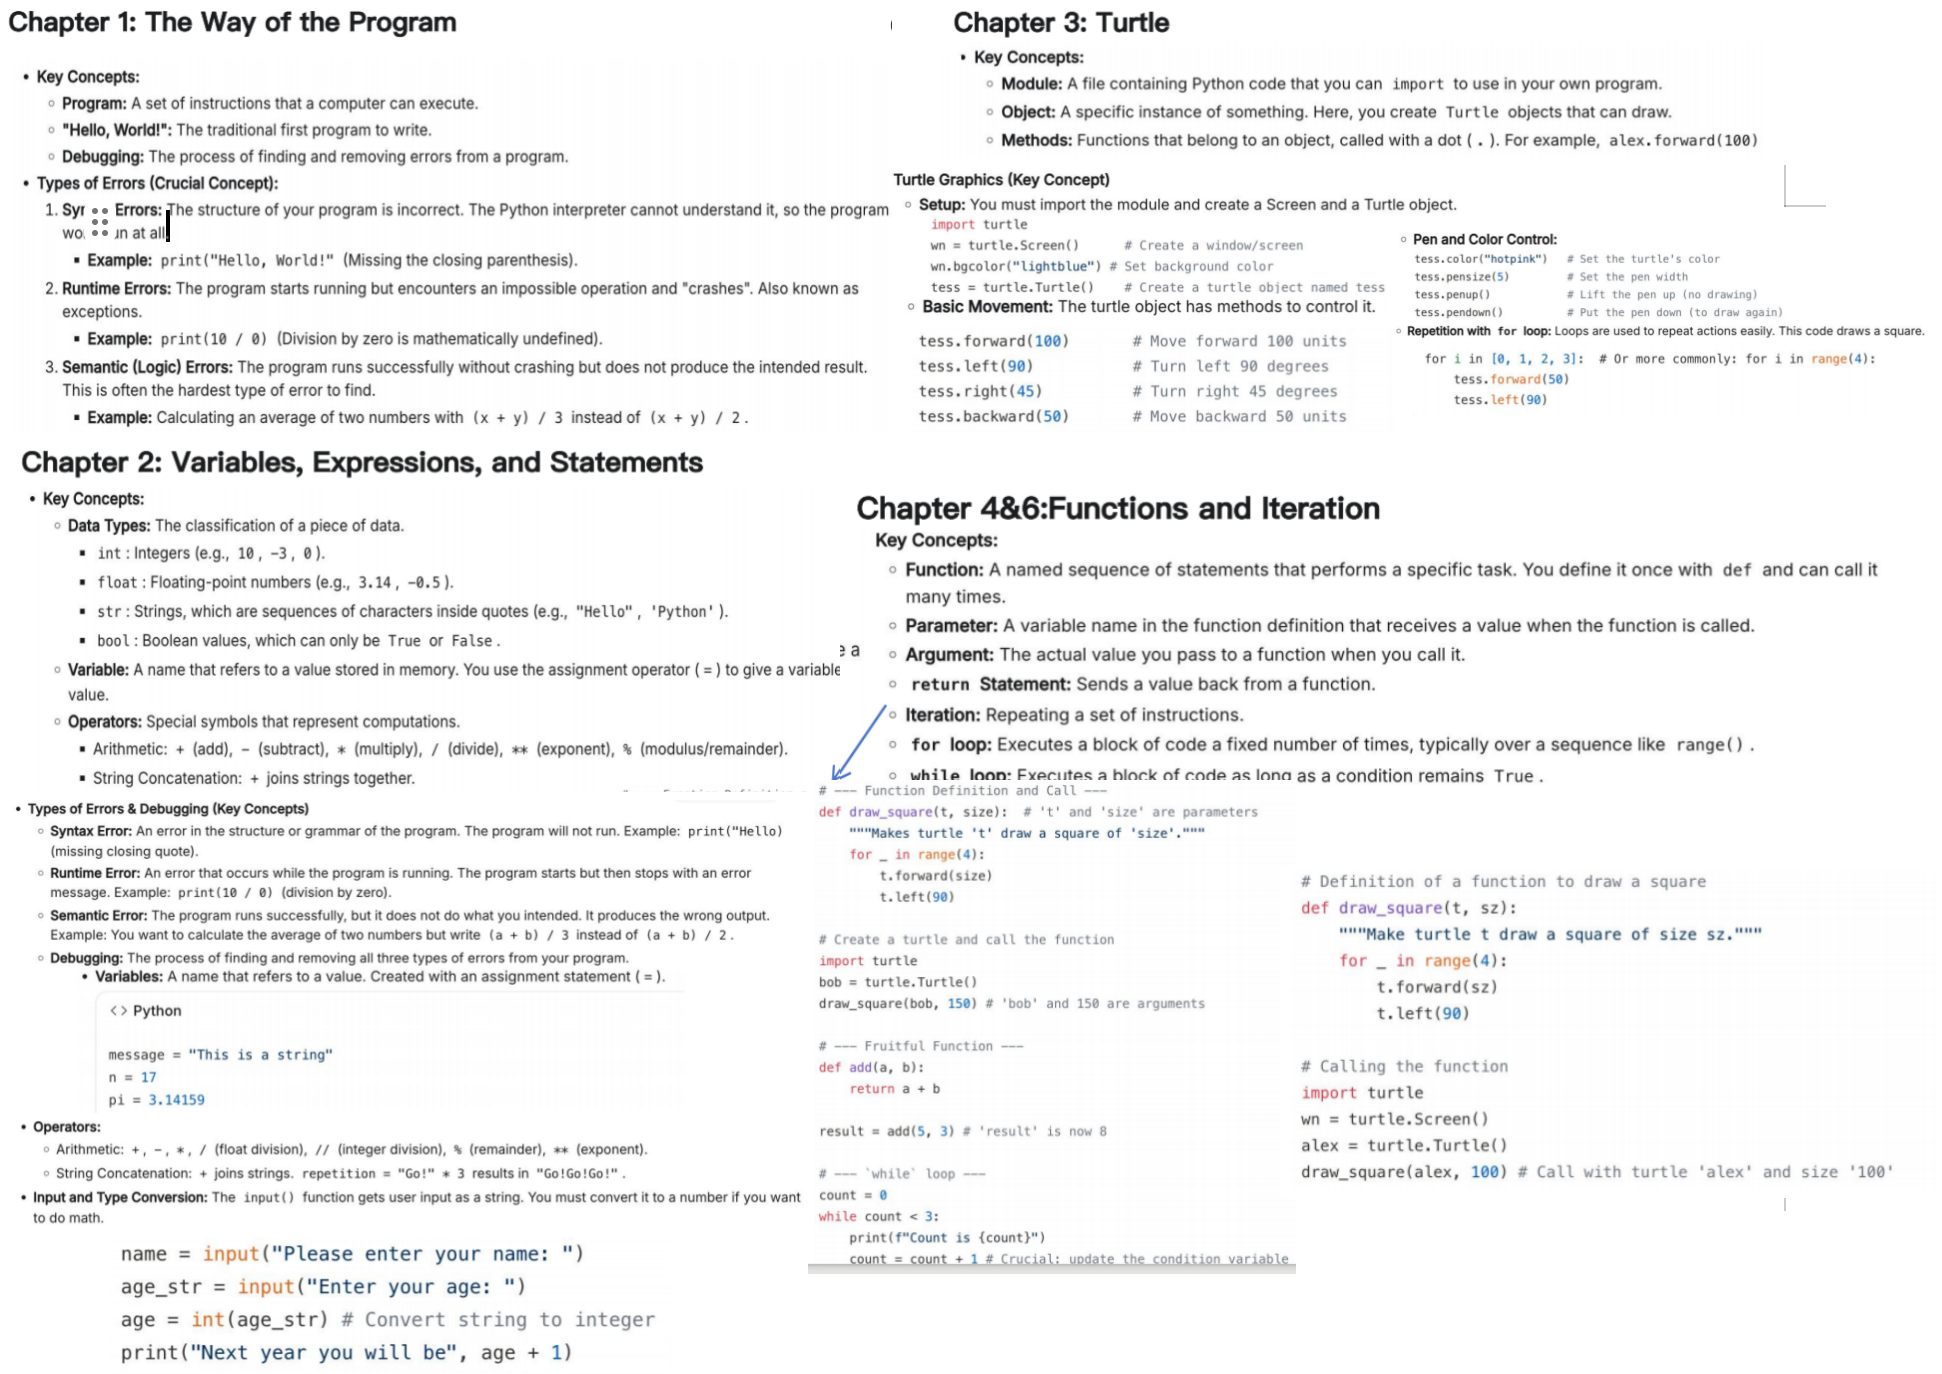 Chapter 1: The Way of the Program
• Key Concepts:
◦ Program: A set of instructions that a computer can execute.
◦ "Hello, World!": The traditional first program to write.
◦ Debugging: The process of finding and removing errors from a program.
• Types of Errors (Crucial Concept):
1. Syr Errors: The structure of your program is incorrect. The Python interpreter cannot understand it, so the program
wo un at all
▪ Example: print("Hello, World!" (Missing the closing parenthesis).
2. Runtime Errors: The program starts running but encounters an impossible operation and "crashes". Also known as
exceptions.
▪ Example: print(10 / 0) (Division by zero is mathematically undefined).
3. Semantic (Logic) Errors: The program runs successfully without crashing but does not produce the intended result.
This is often the hardest type of error to find.
▪ Example: Calculating an average of two numbers with (x + y) / 3 instead of (x + y) / 2 .
Chapter 2: Variables, Expressions, and Statements
• Key Concepts:
◦ Data Types: The classification of a piece of data.
▪ int : Integers (e.g., 10 , -3 , 0 ).
▪ float : Floating-point numbers (e.g., 3.14 , -0.5 ).
▪ str : Strings, which are sequences of characters inside quotes (e.g., "Hello" , 'Python' ).
▪ bool : Boolean values, which can only be True or False .
◦ Variable: A name that refers to a value stored in memory. You use the assignment operator ( = ) to give a variable
e a
value.
◦ Operators: Special symbols that represent computations.
▪ Arithmetic: + (add), - (subtract), * (multiply), / (divide), ** (exponent), % (modulus/remainder).
▪ String Concatenation: + joins strings together.
• Types of Errors & Debugging (Key Concepts)
◦ Syntax Error: An error in the structure or grammar of the program. The program will not run. Example: print("Hello)
(missing closing quote).
◦ Runtime Error: An error that occurs while the program is running. The program starts but then stops with an error
message. Example: print(10 / 0) (division by zero).
◦ Semantic Error: The program runs successfully, but it does not do what you intended. It produces the wrong output.
Example: You want to calculate the average of two numbers but write (a + b) / 3 instead of (a + b) / 2 .
◦ Debugging: The process of finding and removing all three types of errors from your program.
• Variables: A name that refers to a value. Created with an assignment statement ( = ).
<> Python
message = "This is a string"
n = 17
pi = 3.14159
• Operators:
◦ Arithmetic: + , - , * , / (float division), // (integer division), % (remainder), ** (exponent).
◦ String Concatenation: + joins strings. repetition = "Go!" * 3 results in "Go!Go!Go!" .
• Input and Type Conversion: The input() function gets user input as a string. You must convert it to a number if you want
to do math.
name = input("Please enter your name: ")
age_str = input("Enter your age: ")
age = int(age_str) # Convert string to integer
print("Next year you will be", age + 1)
Chapter 3: Turtle
• Key Concepts:
◦ Module: A file containing Python code that you can import to use in your own program.
◦ Object: A specific instance of something. Here, you create Turtle objects that can draw.
◦ Methods: Functions that belong to an object, called with a dot ( . ). For example, alex.forward(100)
Turtle Graphics (Key Concept)
◦ Setup: You must import the module and create a Screen and a Turtle object.
import turtle
wn = turtle.Screen() # Create a window/screen
wn.bgcolor("lightblue") # Set background color
tess = turtle.Turtle() # Create a turtle object named tess
◦ Basic Movement: The turtle object has methods to control it.
tess.forward(100) # Move forward 100 units
tess.left(90) # Turn left 90 degrees
tess.right(45) # Turn right 45 degrees
tess.backward(50) # Move backward 50 units
◦ Pen and Color Control:
tess.color("hotpink") # Set the turtle's color
tess.pensize(5) # Set the pen width
tess.penup() # Lift the pen up (no drawing)
tess.pendown() # Put the pen down (to draw again)
◦ Repetition with for loop: Loops are used to repeat actions easily. This code draws a square.
for i in [0, 1, 2, 3]: # Or more commonly: for i in range(4):
tess.forward(50)
tess.left(90)
Chapter 4&6:Functions and Iteration
Key Concepts:
◦ Function: A named sequence of statements that performs a specific task. You define it once with def and can call it
many times.
◦ Parameter: A variable name in the function definition that receives a value when the function is called.
◦ Argument: The actual value you pass to a function when you call it.
◦ return Statement: Sends a value back from a function.
◦ Iteration: Repeating a set of instructions.
◦ for loop: Executes a block of code a fixed number of times, typically over a sequence like range() .
◦ while loop: Executes a block of code as long as a condition remains True .
# --- Function Definition and Call ---
def draw_square(t, size): # 't' and 'size' are parameters
"""Makes turtle 't' draw a square of 'size'."""
for _ in range(4):
t.forward(size)
t.left(90)
# Create a turtle and call the function
import turtle
bob = turtle.Turtle()
draw_square(bob, 150) # 'bob' and 150 are arguments
# --- Fruitful Function ---
def add(a, b):
return a + b
result = add(5, 3) # 'result' is now 8
# --- `while` loop ---
count = 0
while count < 3:
print(f"Count is {count}")
count = count + 1 # Crucial: update the condition variable
# Definition of a function to draw a square
def draw_square(t, sz):
"""Make turtle t draw a square of size sz."""
for _ in range(4):
t.forward(sz)
t.left(90)
# Calling the function
import turtle
wn = turtle.Screen()
alex = turtle.Turtle()
draw_square(alex, 100) # Call with turtle 'alex' and size '100'